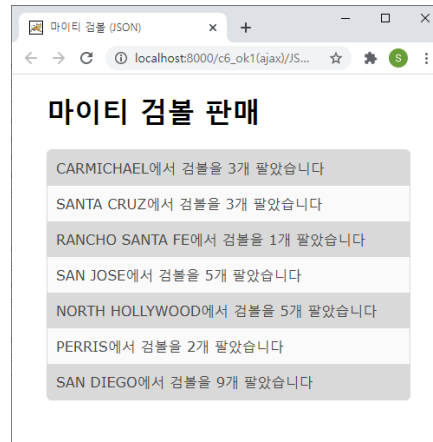 마이티 검볼 (JSON)
localhost:8000/c6_ok1(ajax)/JS...
S
마이티 검볼 판매
CARMICHAEL에서 검볼을 3개 팔았습니다
SANTA CRUZ에서 검볼을 3개 팔았습니다
RANCHO SANTA FE에서 검볼을 1개 팔았습니다
SAN JOSE에서 검볼을 5개 팔았습니다
NORTH HOLLYWOOD에서 검볼을 5개 팔았습니다
PERRIS에서 검볼을 2개 팔았습니다
SAN DIEGO에서 검볼을 9개 팔았습니다